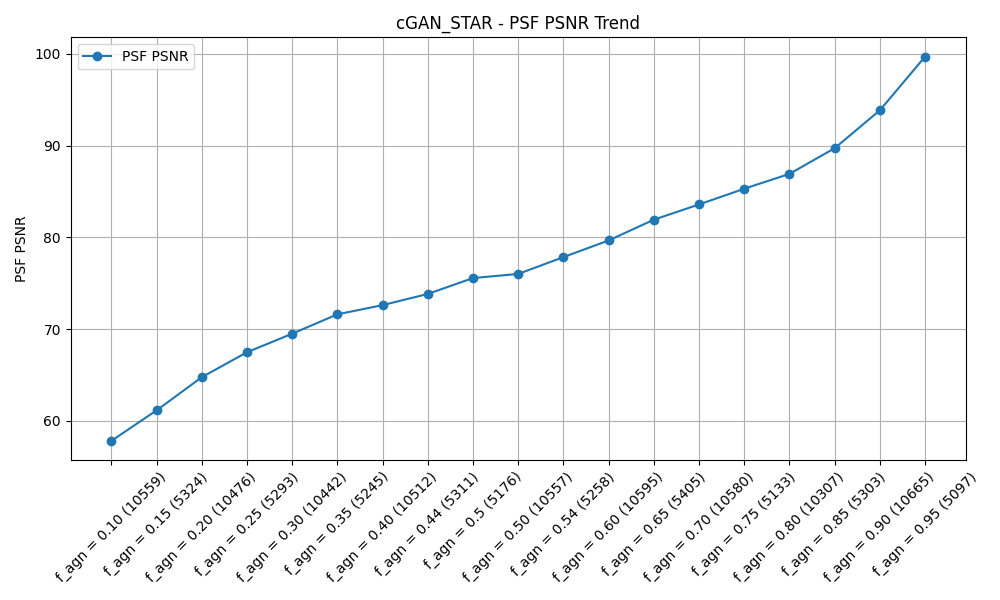 cGAN_STAR - PSF PSNR Trend
PSF PSNR
100
90
80
70
60
PSF PSNR
f_agn = 0.10 (10559)
f_agn = 0.15 (5324)
f_agn = 0.20 (10476)
f_agn = 0.25 (5293)
f_agn = 0.30 (10442)
f_agn = 0.35 (5245)
f_agn = 0.40 (10512)
f_agn = 0.44 (5311)
f_agn = 0.5 (5176)
f_agn = 0.50 (10557)
f_agn = 0.54 (5258)
f_agn = 0.60 (10595)
f_agn = 0.65 (5405)
f_agn = 0.70 (10580)
f_agn = 0.75 (5133)
f_agn = 0.80 (10307)
f_agn = 0.85 (5303)
f_agn = 0.90 (10665)
f_agn = 0.95 (5097)